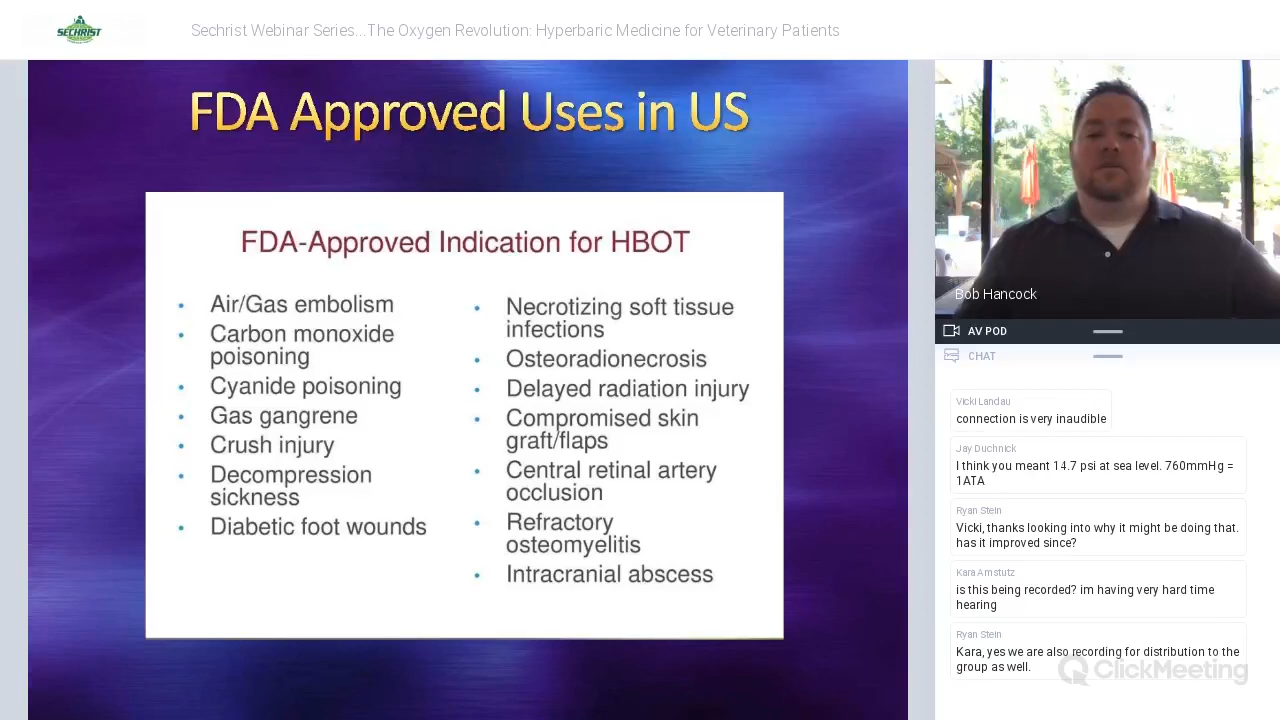 SECHRIST
Sechrist Webinar Series...The Oxygen Revolution: Hyperbaric Medicine for Veterinary Patients
FDA Approved Uses in US
FDA-Approved Indication for HBOT
• Air/Gas embolism
• Carbon monoxide
poisoning
• Cyanide poisoning
• Gas gangrene
• Crush injury
• Decompression
sickness
• Diabetic foot wounds
• Necrotizing soft tissue
infections
• Osteoradionecrosis
• Delayed radiation injury
• Compromised skin
graft/flaps
• Central retinal artery
occlusion
• Refractory
osteomyelitis
• Intracranial abscess
Bob Hancock
AV POD
CHAT
Vicki Landau
connection is very inaudible
Jay Duchnick
I think you meant 14.7 psi at sea level. 760mmHg =
1ATA
Ryan Stein
Vicki, thanks looking into why it might be doing that.
has it improved since?
Kara Amstutz
is this being recorded? im having very hard time
hearing
Ryan Stein
Kara, yes we are also recording for distribution to the
group as well.
ClickMeeting